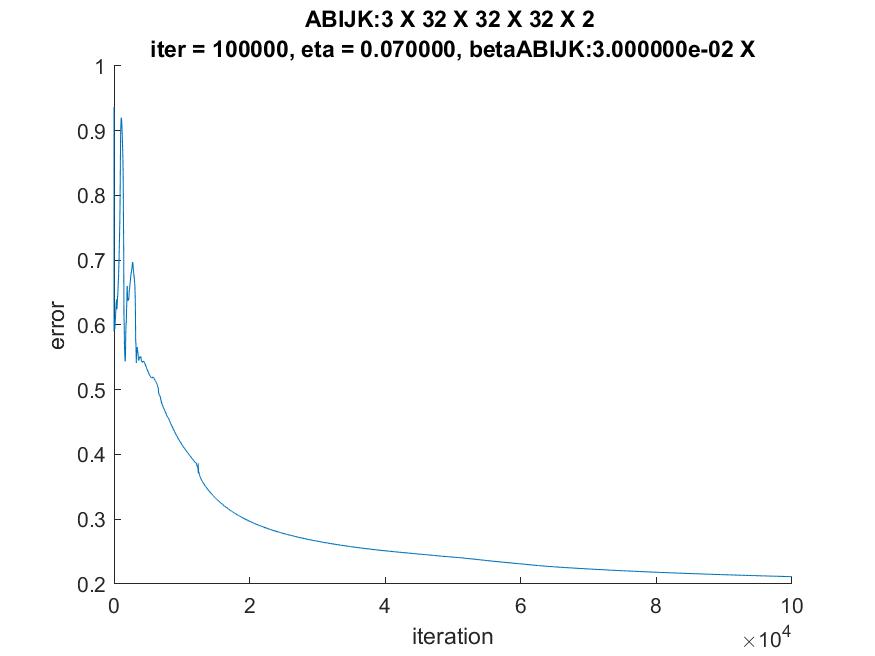 ABIJK:3 X 32 X 32 X 32 X 2
iter = 100000, eta = 0.070000, betaABIJK:3.000000e-02 X
1
0.9
0.8
0.7
0.6
0.5
0.4
0.3
0.2
error
0 2 4 6 8 10
iteration
×10⁴